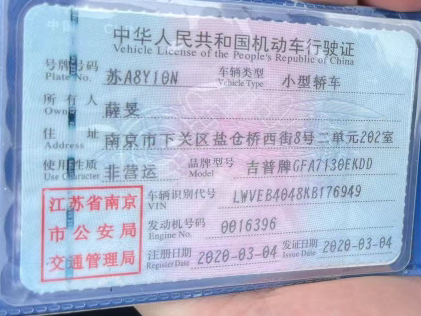 中华人民共和国机动车行驶证
Vehicle License of the People's Republic of China
号牌号码 Plate No. 苏A8Y10N 车辆类型 Vehicle Type 小型轿车
所有人 Owner 薛旻
住址 Address 南京市下关区盐仓桥西街8号二单元202室
使用性质 Use Character 非营运 品牌型号 Model 吉普牌GFA7130EKDD
江苏省南京市公安局交通管理局
车辆识别代号 VIN LWVEB4048KB176949
发动机号码 Engine No. 0016396
注册日期 Register Date 2020-03-04 发证日期 Issue Date 2020-03-04